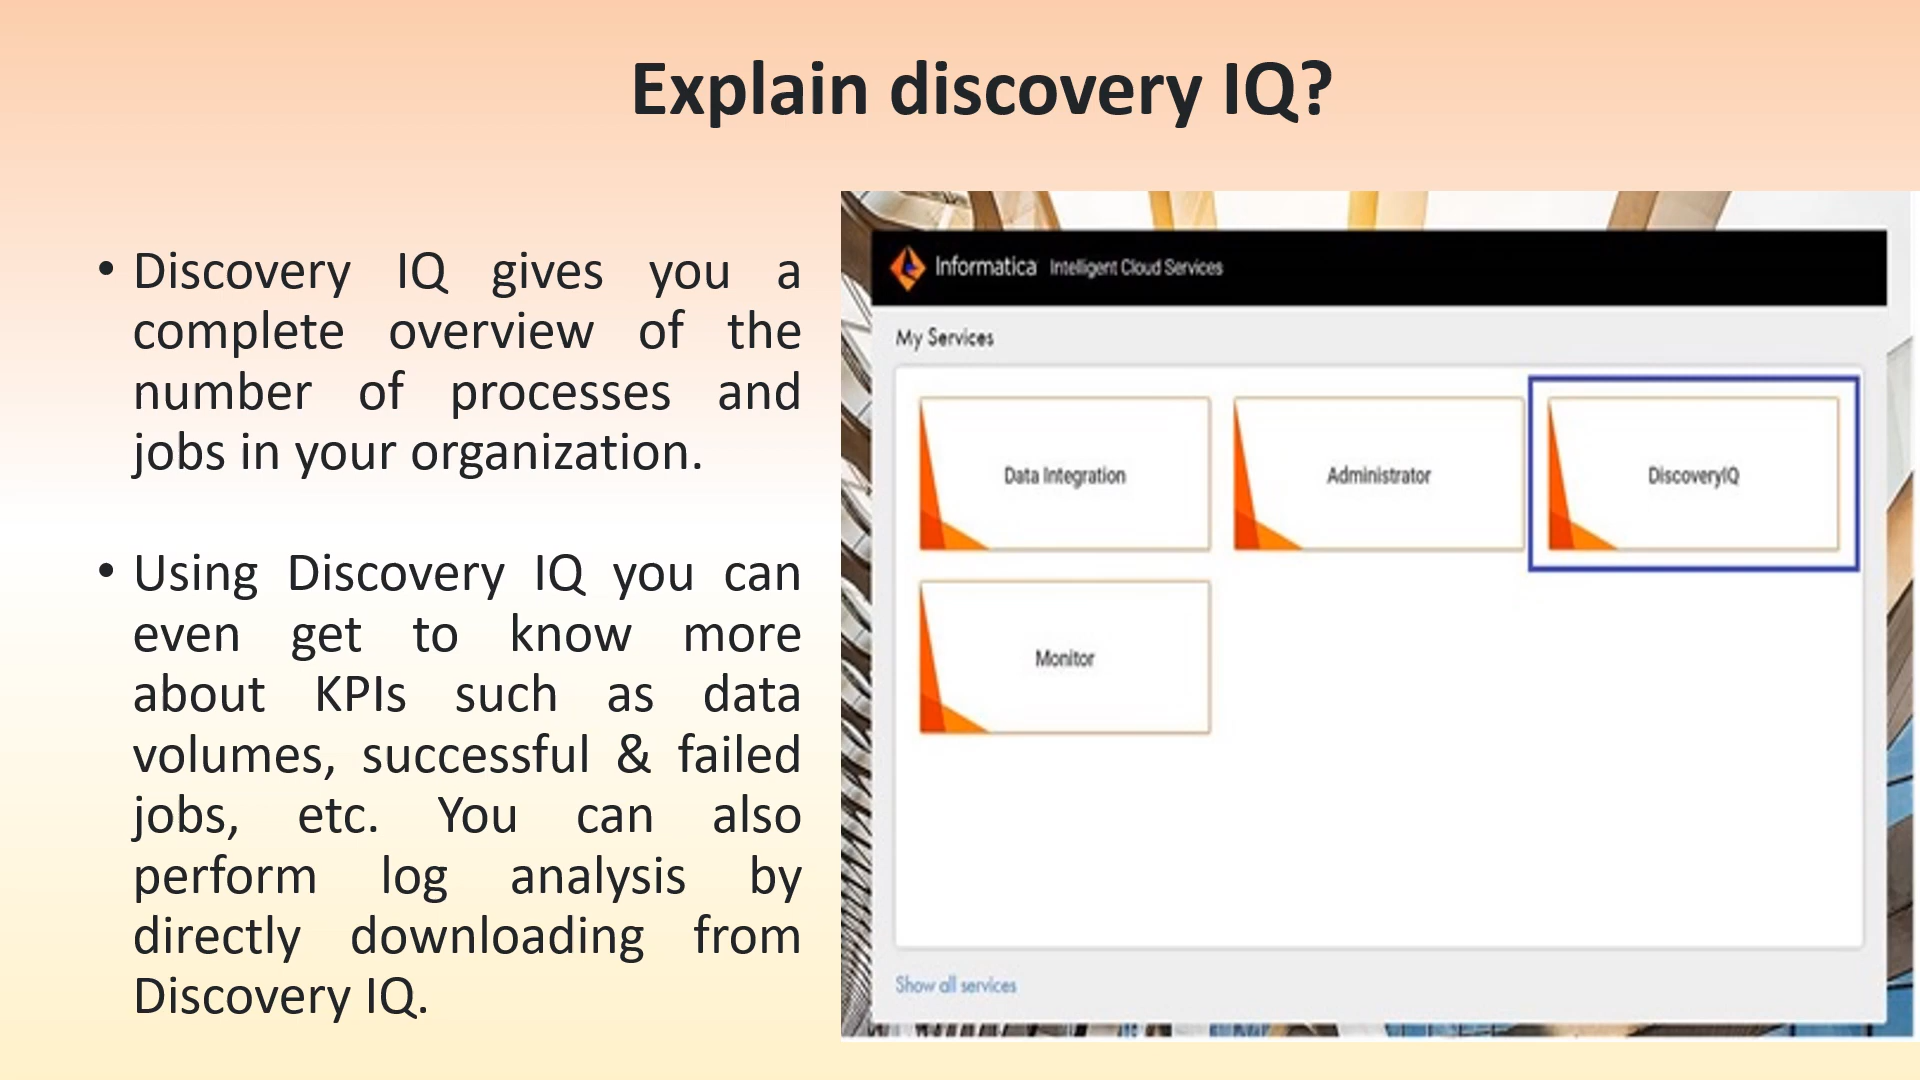 Explain discovery IQ?
• Discovery IQ gives you a
complete overview of the
number of processes and
jobs in your organization.
• Using Discovery IQ you can
even get to know more
about KPIs such as data
volumes, successful & failed
jobs, etc. You can also
perform log analysis by
directly downloading from
Discovery IQ.
Informatica Intelligent Cloud Services
My Services
Data Integration
Administrator
DiscoveryIQ
Monitor
Show all services